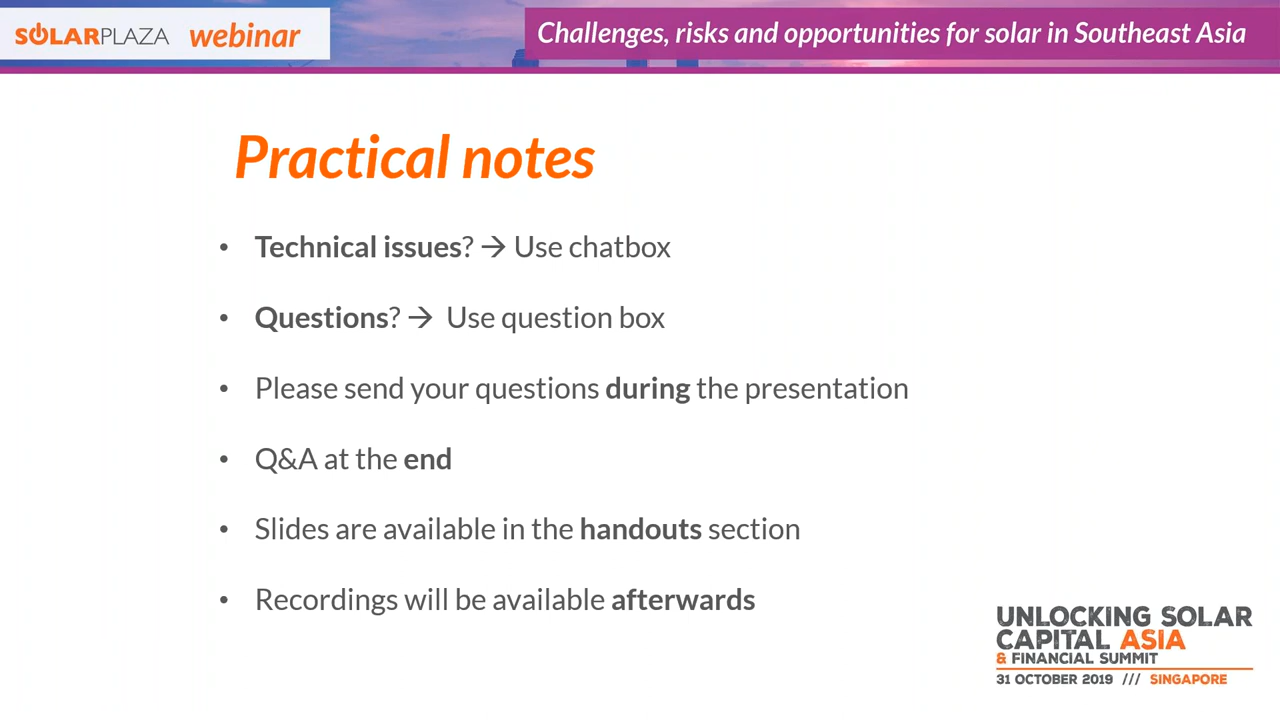 SOLARPLAZA webinar
Challenges, risks and opportunities for solar in Southeast Asia
Practical notes
• Technical issues? → Use chatbox
• Questions? → Use question box
• Please send your questions during the presentation
• Q&A at the end
• Slides are available in the handouts section
• Recordings will be available afterwards
UNLOCKING SOLAR
CAPITAL ASIA
& FINANCIAL SUMMIT
31 OCTOBER 2019 /// SINGAPORE